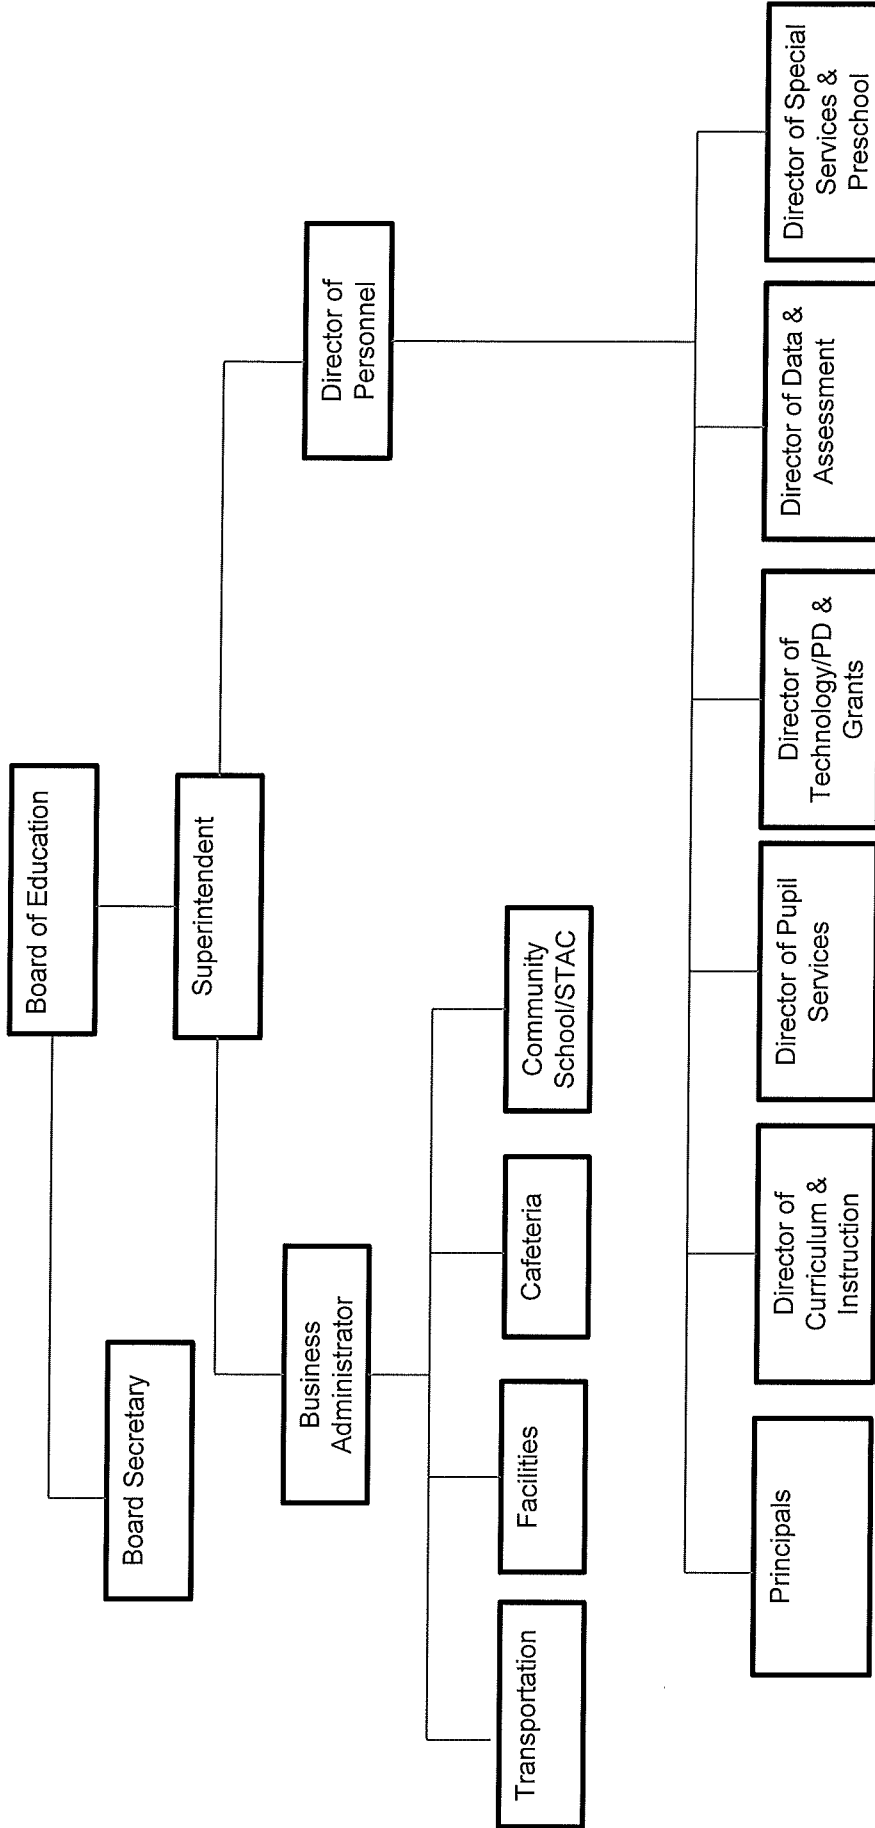 Board of Education
Board Secretary
Superintendent
Business
Administrator
Director of
Personnel
Transportation
Facilities
Cafeteria
Community
School/STAC
Principals
Director of
Curriculum &
Instruction
Director of Pupil
Services
Director of
Technology/PD &
Grants
Director of Data &
Assessment
Director of Special
Services &
Preschool